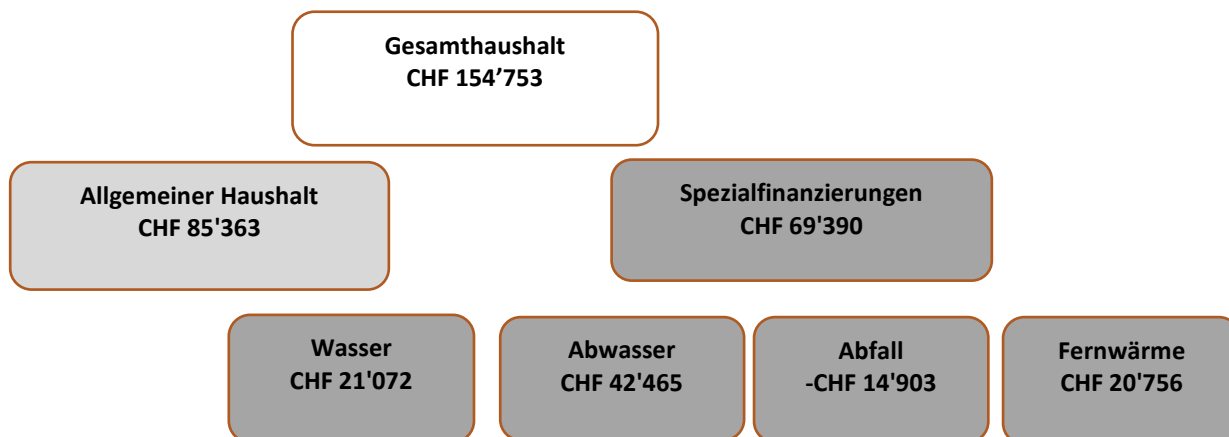 Gesamthaushalt
CHF 154’753
Allgemeiner Haushalt
CHF 85'363
Spezialfinanzierungen
CHF 69'390
Wasser
CHF 21'072
Abwasser
CHF 42'465
Abfall
-CHF 14'903
Fernwärme
CHF 20'756